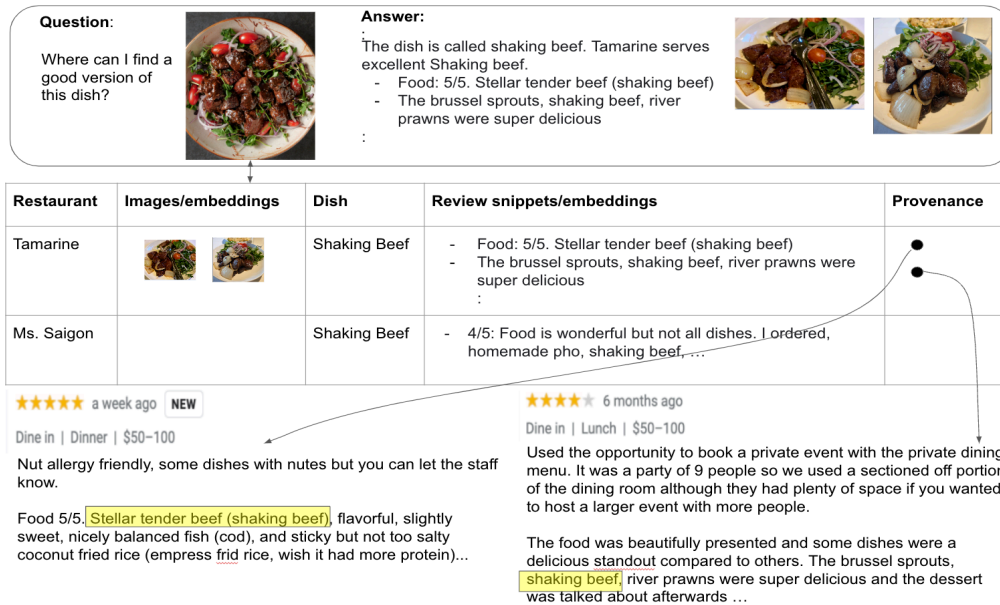 Question:
Where can I find a
good version of
this dish?
Answer:
:
The dish is called shaking beef. Tamarine serves
excellent Shaking beef.
- Food: 5/5. Stellar tender beef (shaking beef)
- The brussel sprouts, shaking beef, river
prawns were super delicious
:
Restaurant Images/embeddings Dish Review snippets/embeddings Provenance
Tamarine
Shaking Beef
- Food: 5/5. Stellar tender beef (shaking beef)
- The brussel sprouts, shaking beef, river prawns were
super delicious
:
Ms. Saigon
Shaking Beef
- 4/5: Food is wonderful but not all dishes. I ordered,
homemade pho, shaking beef, …
a week ago NEW
Dine in | Dinner | $50–100
Nut allergy friendly, some dishes with nutes but you can let the staff
know.
Food 5/5. Stellar tender beef (shaking beef), flavorful, slightly
sweet, nicely balanced fish (cod), and sticky but not too salty
coconut fried rice (empress frid rice, wish it had more protein)...
6 months ago
Dine in | Lunch | $50–100
Used the opportunity to book a private event with the private dining
menu. It was a party of 9 people so we used a sectioned off portion
of the dining room although they had plenty of space if you wanted
to host a larger event with more people.
The food was beautifully presented and some dishes were a
delicious standout compared to others. The brussel sprouts,
shaking beef, river prawns were super delicious and the dessert
was talked about afterwards …